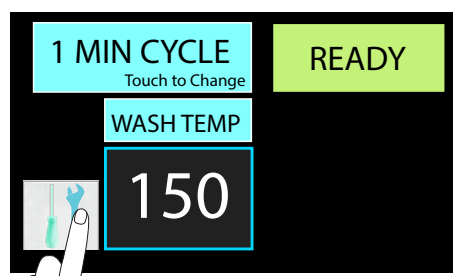 1 MIN CYCLE
Touch to Change
READY
WASH TEMP
150